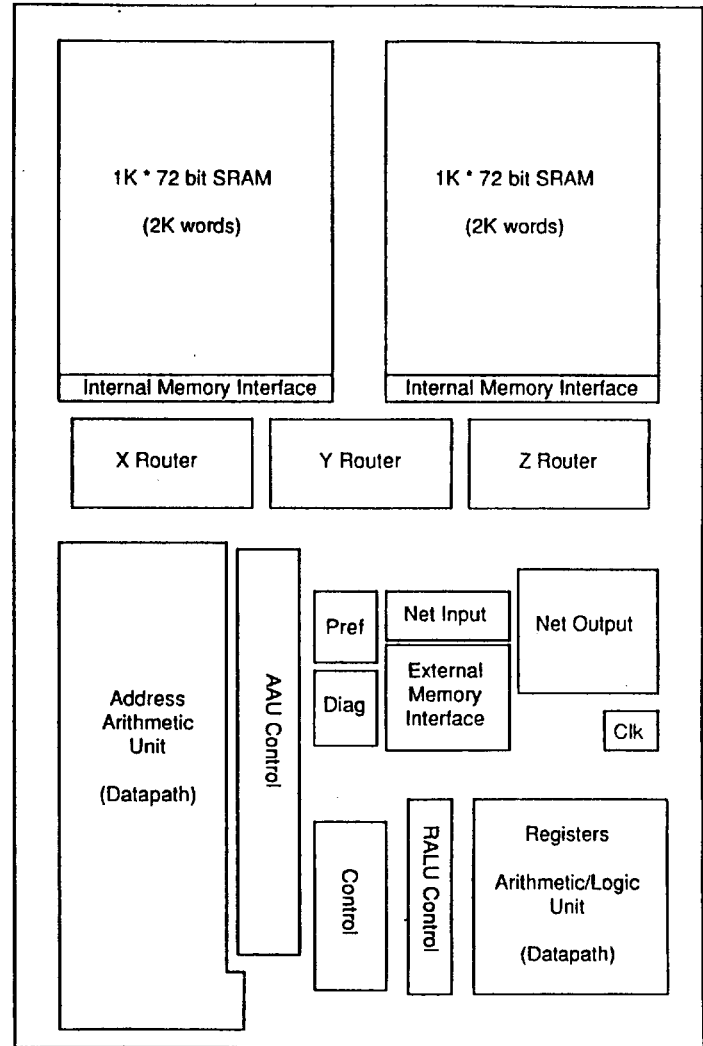 1K * 72 bit SRAM
(2K words)
1K * 72 bit SRAM
(2K words)
Internal Memory Interface
Internal Memory Interface
X Router
Y Router
Z Router
Address
Arithmetic
Unit
(Datapath)
AAU Control
Pref
Diag
Net Input
External
Memory
Interface
Net Output
Clk
Control
RALU Control
Registers
Arithmetic/Logic
Unit
(Datapath)